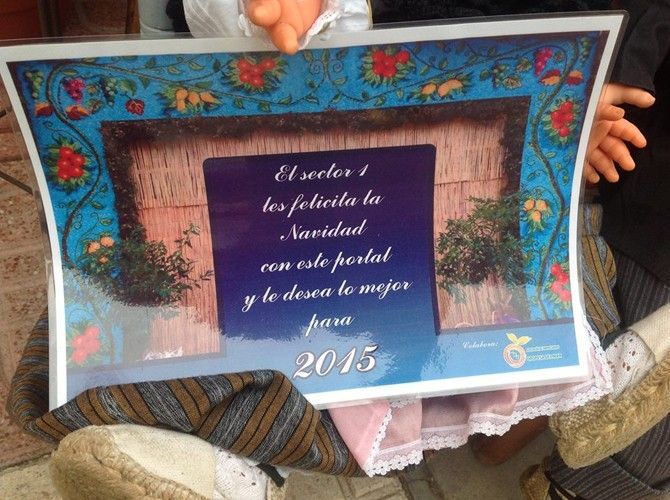 El sector 1
les felicita la
Navidad
con este portal
y le desea lo mejor
para
2015
Colabora: